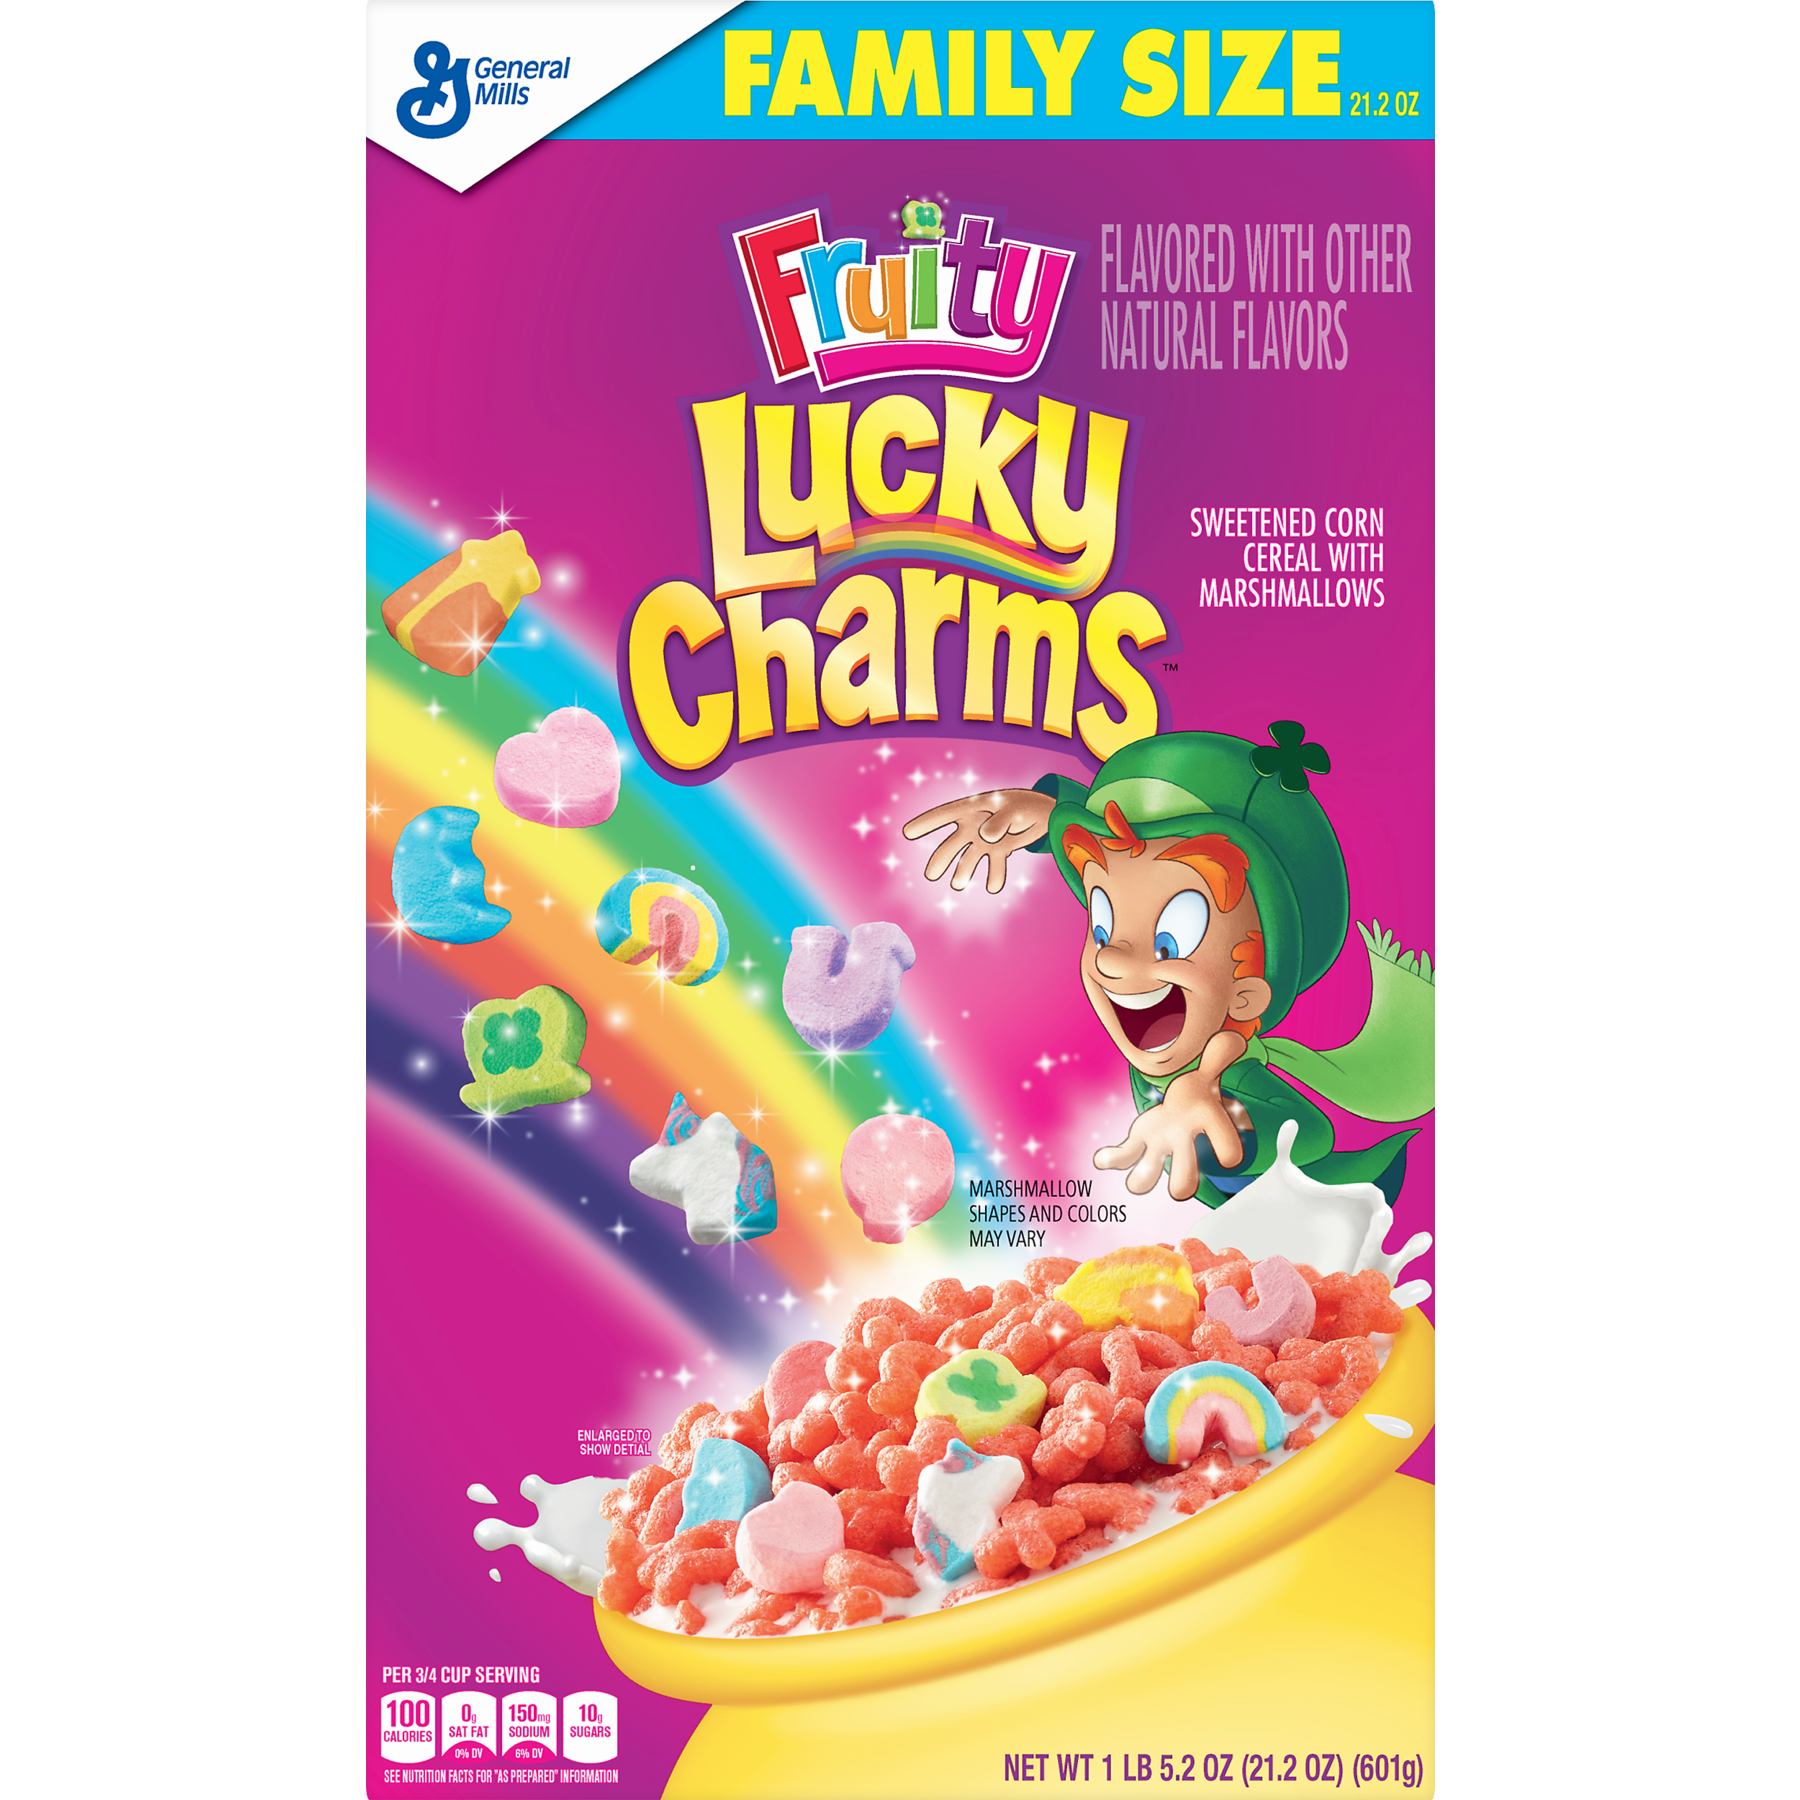 General
Mills
FAMILY SIZE 21.2 OZ
Fruity
FLAVORED WITH OTHER
NATURAL FLAVORS
Lucky
Charms™
SWEETENED CORN
CEREAL WITH
MARSHMALLOWS
MARSHMALLOW
SHAPES AND COLORS
MAY VARY
ENLARGED TO
SHOW DETIAL
PER 3/4 CUP SERVING
100 CALORIES
0g SAT FAT 0% DV
150mg SODIUM 6% DV
10g SUGARS
SEE NUTRITION FACTS FOR "AS PREPARED" INFORMATION
NET WT 1 LB 5.2 OZ (21.2 OZ) (601g)